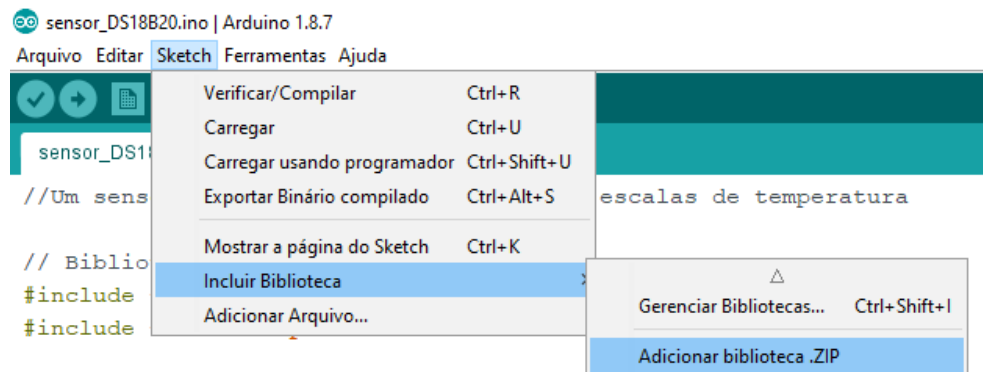 sensor_DS18B20.ino | Arduino 1.8.7
Arquivo Editar Sketch Ferramentas Ajuda
Verificar/Compilar Ctrl+R
Carregar Ctrl+U
sensor_DS1
Carregar usando programador Ctrl+Shift+U
//Um sens
Exportar Binário compilado Ctrl+Alt+S
escalas de temperatura
Mostrar a página do Sketch Ctrl+K
// Biblio
Incluir Biblioteca
#include
Gerenciar Bibliotecas... Ctrl+Shift+I
Adicionar Arquivo...
#include
Adicionar biblioteca .ZIP